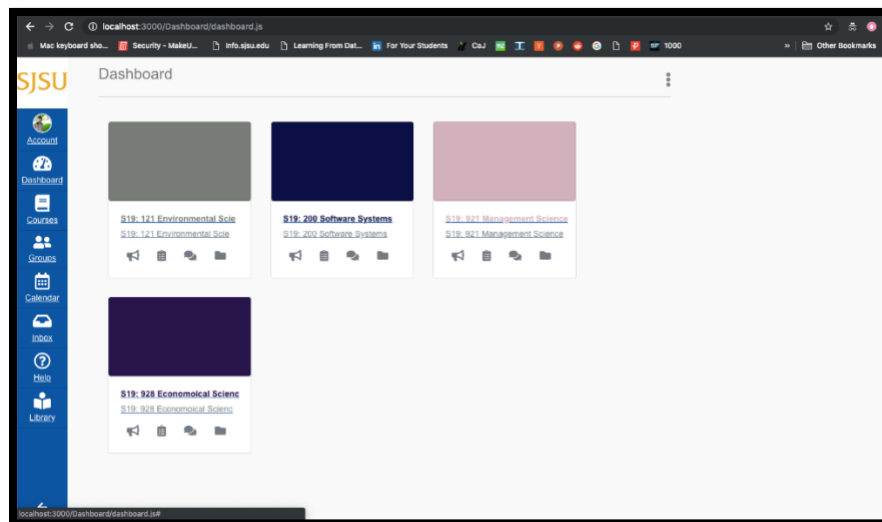 localhost:3000/Dashboard/dashboard.js
Mac keyboard sho... Security – MakeU... Info.sjsu.edu Learning From Dat... For Your Students CoJ 1000 » Other Bookmarks
SJSU
Dashboard
Account
Dashboard
Courses
Groups
Calendar
Inbox
Help
Library
S19: 121 Environmental Scie
S19: 121 Environmental Scie
S19: 200 Software Systems
S19: 200 Software Systems
S19: 921 Management Science
S19: 921 Management Science
S19: 928 Economoical Scienc
S19: 928 Economoical Scienc
localhost:3000/Dashboard/dashboard.js#